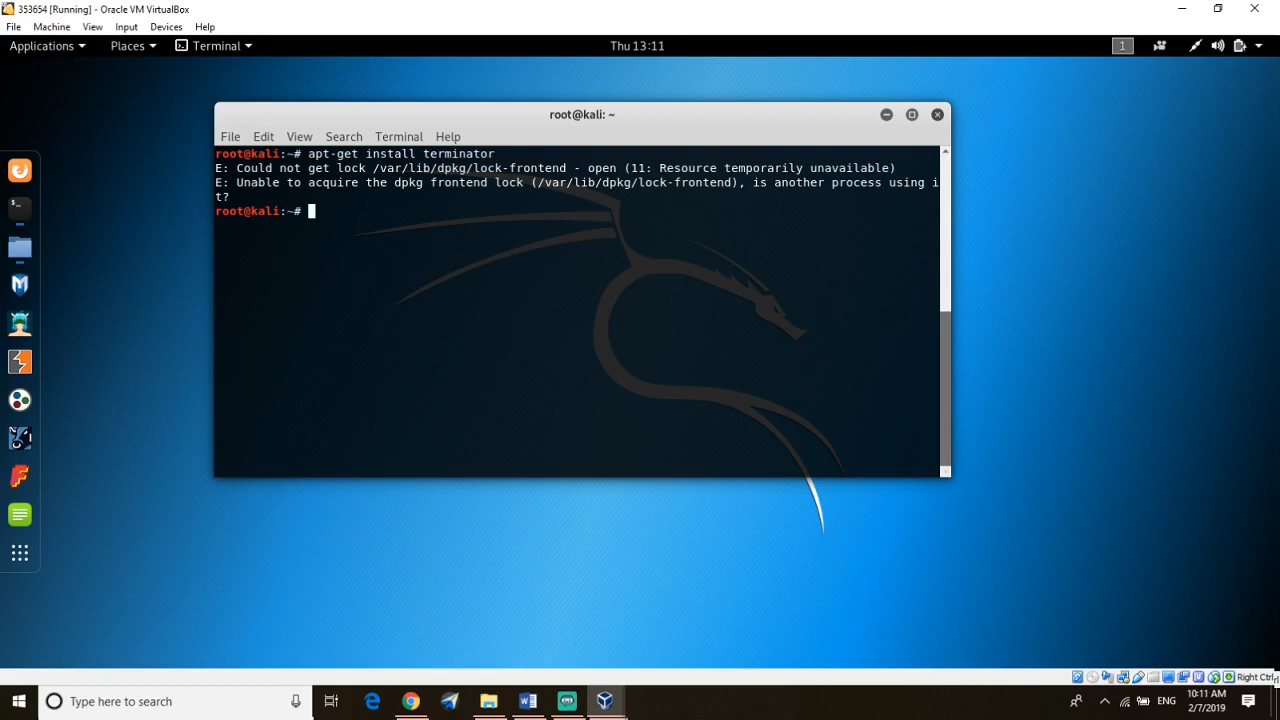 353654 [Running] - Oracle VM VirtualBox
File Machine View Input Devices Help
Applications Places Terminal Thu 13:11 1
root@kali: ~
File Edit View Search Terminal Help
root@kali:~# apt-get install terminator
E: Could not get lock /var/lib/dpkg/lock-frontend - open (11: Resource temporarily unavailable)
E: Unable to acquire the dpkg frontend lock (/var/lib/dpkg/lock-frontend), is another process using i
t?
root@kali:~#
Right Ctrl
Type here to search
ENG
10:11 AM
2/7/2019